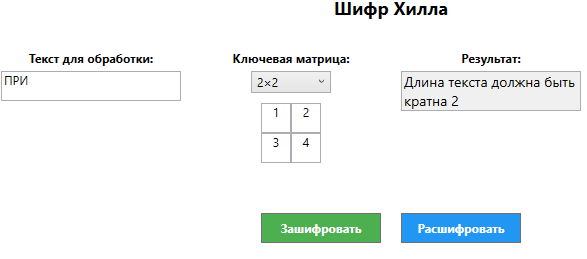 Шифр Хилла
Текст для обработки:
ПРИ
Ключевая матрица:
2×2
1 2
3 4
Результат:
Длина текста должна быть
кратна 2
Зашифровать
Расшифровать